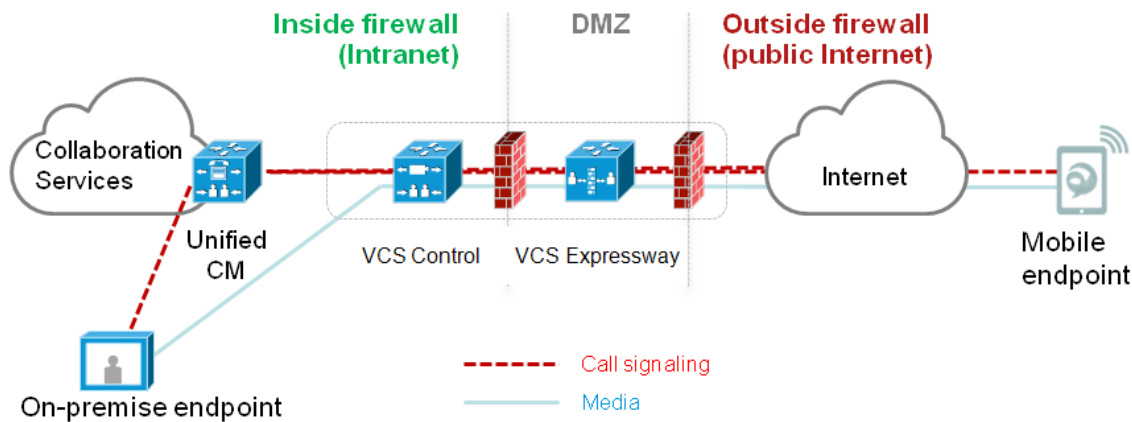 Inside firewall
(Intranet)
DMZ
Outside firewall
(public Internet)
Collaboration
Services
Internet
Unified
CM
VCS Control
VCS Expressway
Mobile
endpoint
On-premise endpoint
Call signaling
Media